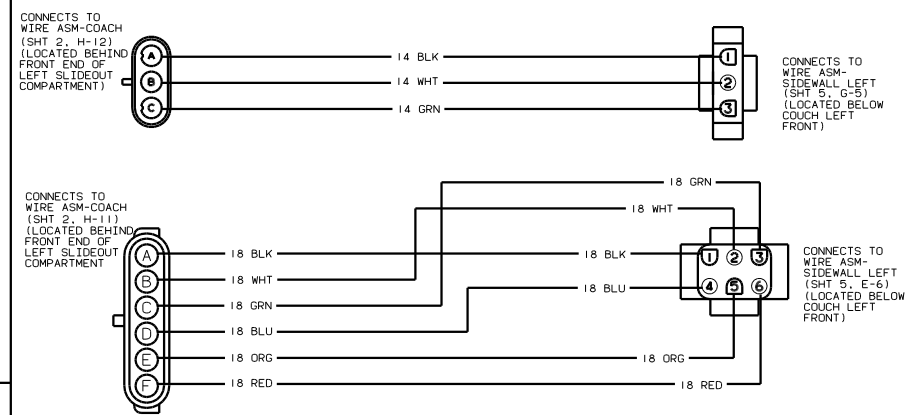 CONNECTS TO
WIRE ASM-COACH
(SHT 2, H-12)
(LOCATED BEHIND
FRONT END OF
LEFT SLIDEOUT
COMPARTMENT)
A
B
C
14 BLK
14 WHT
14 GRN
1
2
3
CONNECTS TO
WIRE ASM-
SIDEWALL LEFT
(SHT 5, G-5)
(LOCATED BELOW
COUCH LEFT
FRONT)
CONNECTS TO
WIRE ASM-COACH
(SHT 2, H-11)
(LOCATED BEHIND
FRONT END OF
LEFT SLIDEOUT
COMPARTMENT
A
B
C
D
E
F
18 BLK
18 WHT
18 GRN
18 BLU
18 ORG
18 RED
18 GRN
18 WHT
18 BLK
18 BLU
18 ORG
18 RED
1 2 3
4 5 6
CONNECTS TO
WIRE ASM-
SIDEWALL LEFT
(SHT 5, E-6)
(LOCATED BELOW
COUCH LEFT
FRONT)